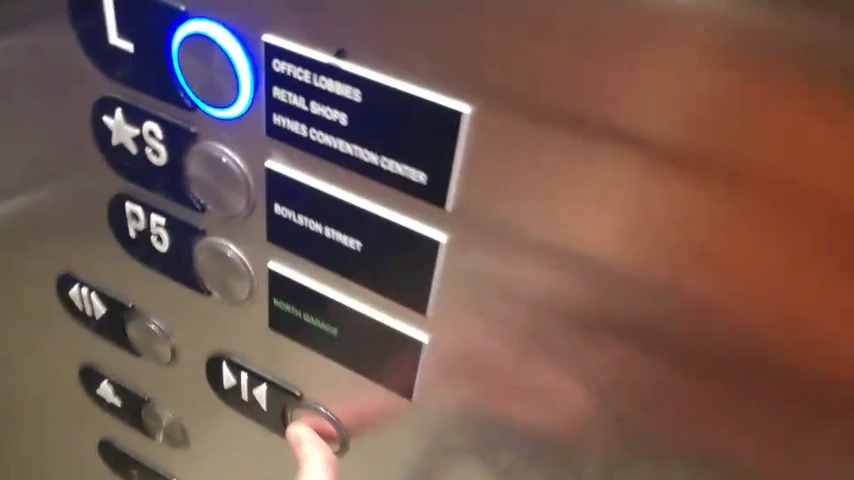 L
OFFICE LOBBIES
RETAIL SHOPS
HYNES CONVENTION CENTER
★S
BOYLSTON STREET
P5
NORTH GARAGE